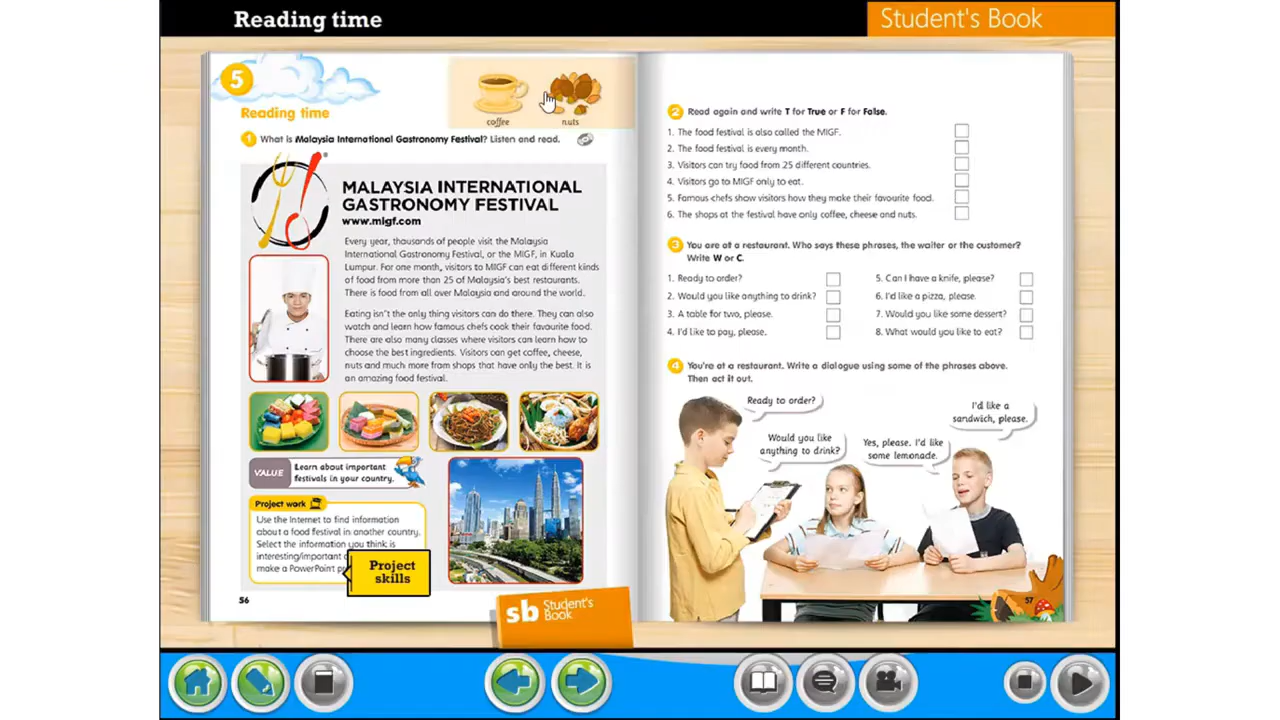 Reading time
Student's Book
5
Reading time
coffee
nuts
1 What is Malaysia International Gastronomy Festival? Listen and read.
MALAYSIA INTERNATIONAL
GASTRONOMY FESTIVAL
www.migf.com
Every year, thousands of people visit the Malaysia
International Gastronomy Festival, or the MIGF, in Kuala
Lumpur. For one month, visitors to MIGF can eat different kinds
of food from more than 25 of Malaysia's best restaurants.
There is food from all over Malaysia and around the world.
Eating isn't the only thing visitors can do there. They can also
watch and learn how famous chefs cook their favourite food.
There are also many classes where visitors can learn how to
choose the best ingredients. Visitors can get coffee, cheese,
nuts and much more from shops that have only the best. It is
an amazing food festival.
VALUE
Learn about important
festivals in your country.
Project work
Use the Internet to find information
about a food festival in another country.
Select the information you think is
interesting/important
make a PowerPoint
Project
skills
56
sb Student's
Book
2 Read again and write T for True or F for False.
1. The food festival is also called the MIGF.
2. The food festival is every month.
3. Visitors can try food from 25 different countries.
4. Visitors go to MIGF only to eat.
5. Famous chefs show visitors how they make their favourite food.
6. The shops at the festival have only coffee, cheese and nuts.
3 You are at a restaurant. Who says these phrases, the waiter or the customer?
Write W or C.
1. Ready to order?
2. Would you like anything to drink?
3. A table for two, please.
4. I'd like to pay, please.
5. Can I have a knife, please?
6. I'd like a pizza, please.
7. Would you like some dessert?
8. What would you like to eat?
4 You're at a restaurant. Write a dialogue using some of the phrases above.
Then act it out.
Ready to order?
Would you like
anything to drink?
Yes, please. I'd like
some lemonade.
I'd like a
sandwich, please.
57